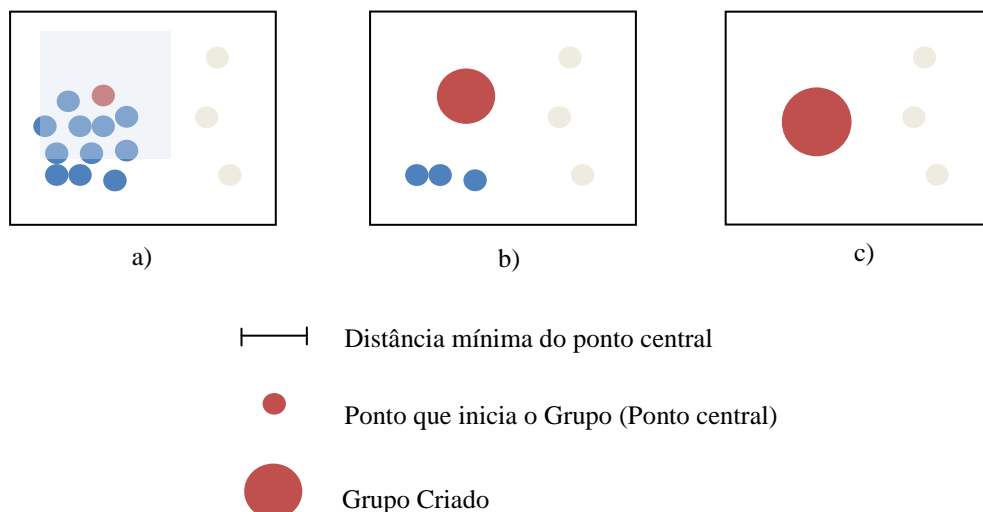 a)
b)
c)
Distância mínima do ponto central
Ponto que inicia o Grupo (Ponto central)
Grupo Criado